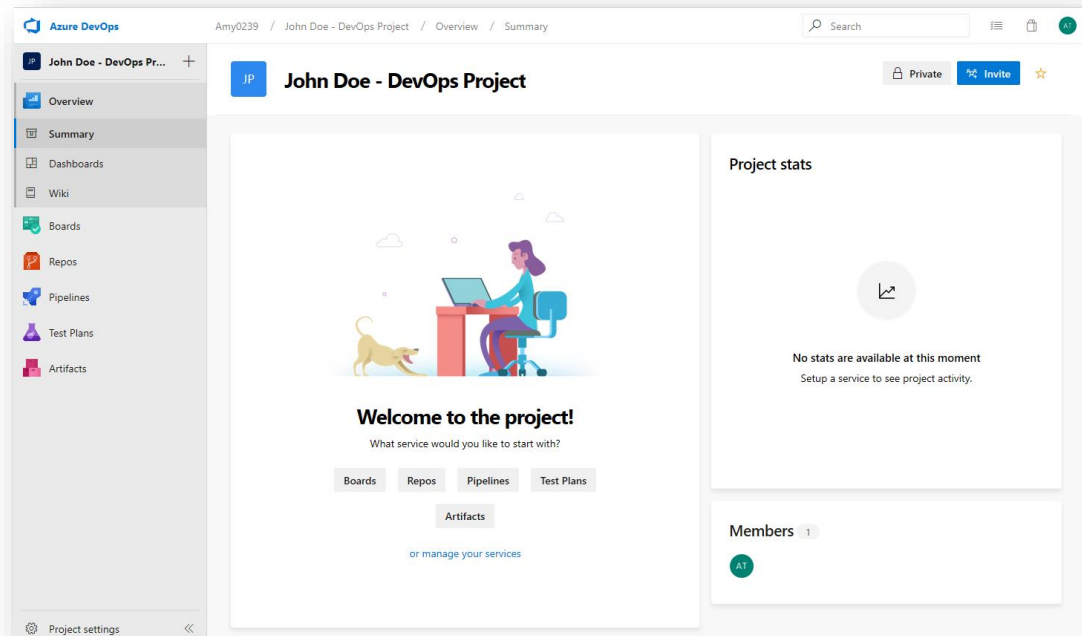 Azure DevOps
Amy0239 / John Doe - DevOps Project / Overview / Summary
Search
AT
JP
John Doe - DevOps Pr...
Overview
Summary
Dashboards
Wiki
Boards
Repos
Pipelines
Test Plans
Artifacts
Project settings
JP
John Doe - DevOps Project
Private
Invite
Welcome to the project!
What service would you like to start with?
Boards
Repos
Pipelines
Test Plans
Artifacts
or manage your services
Project stats
No stats are available at this moment
Setup a service to see project activity.
Members 1
AT